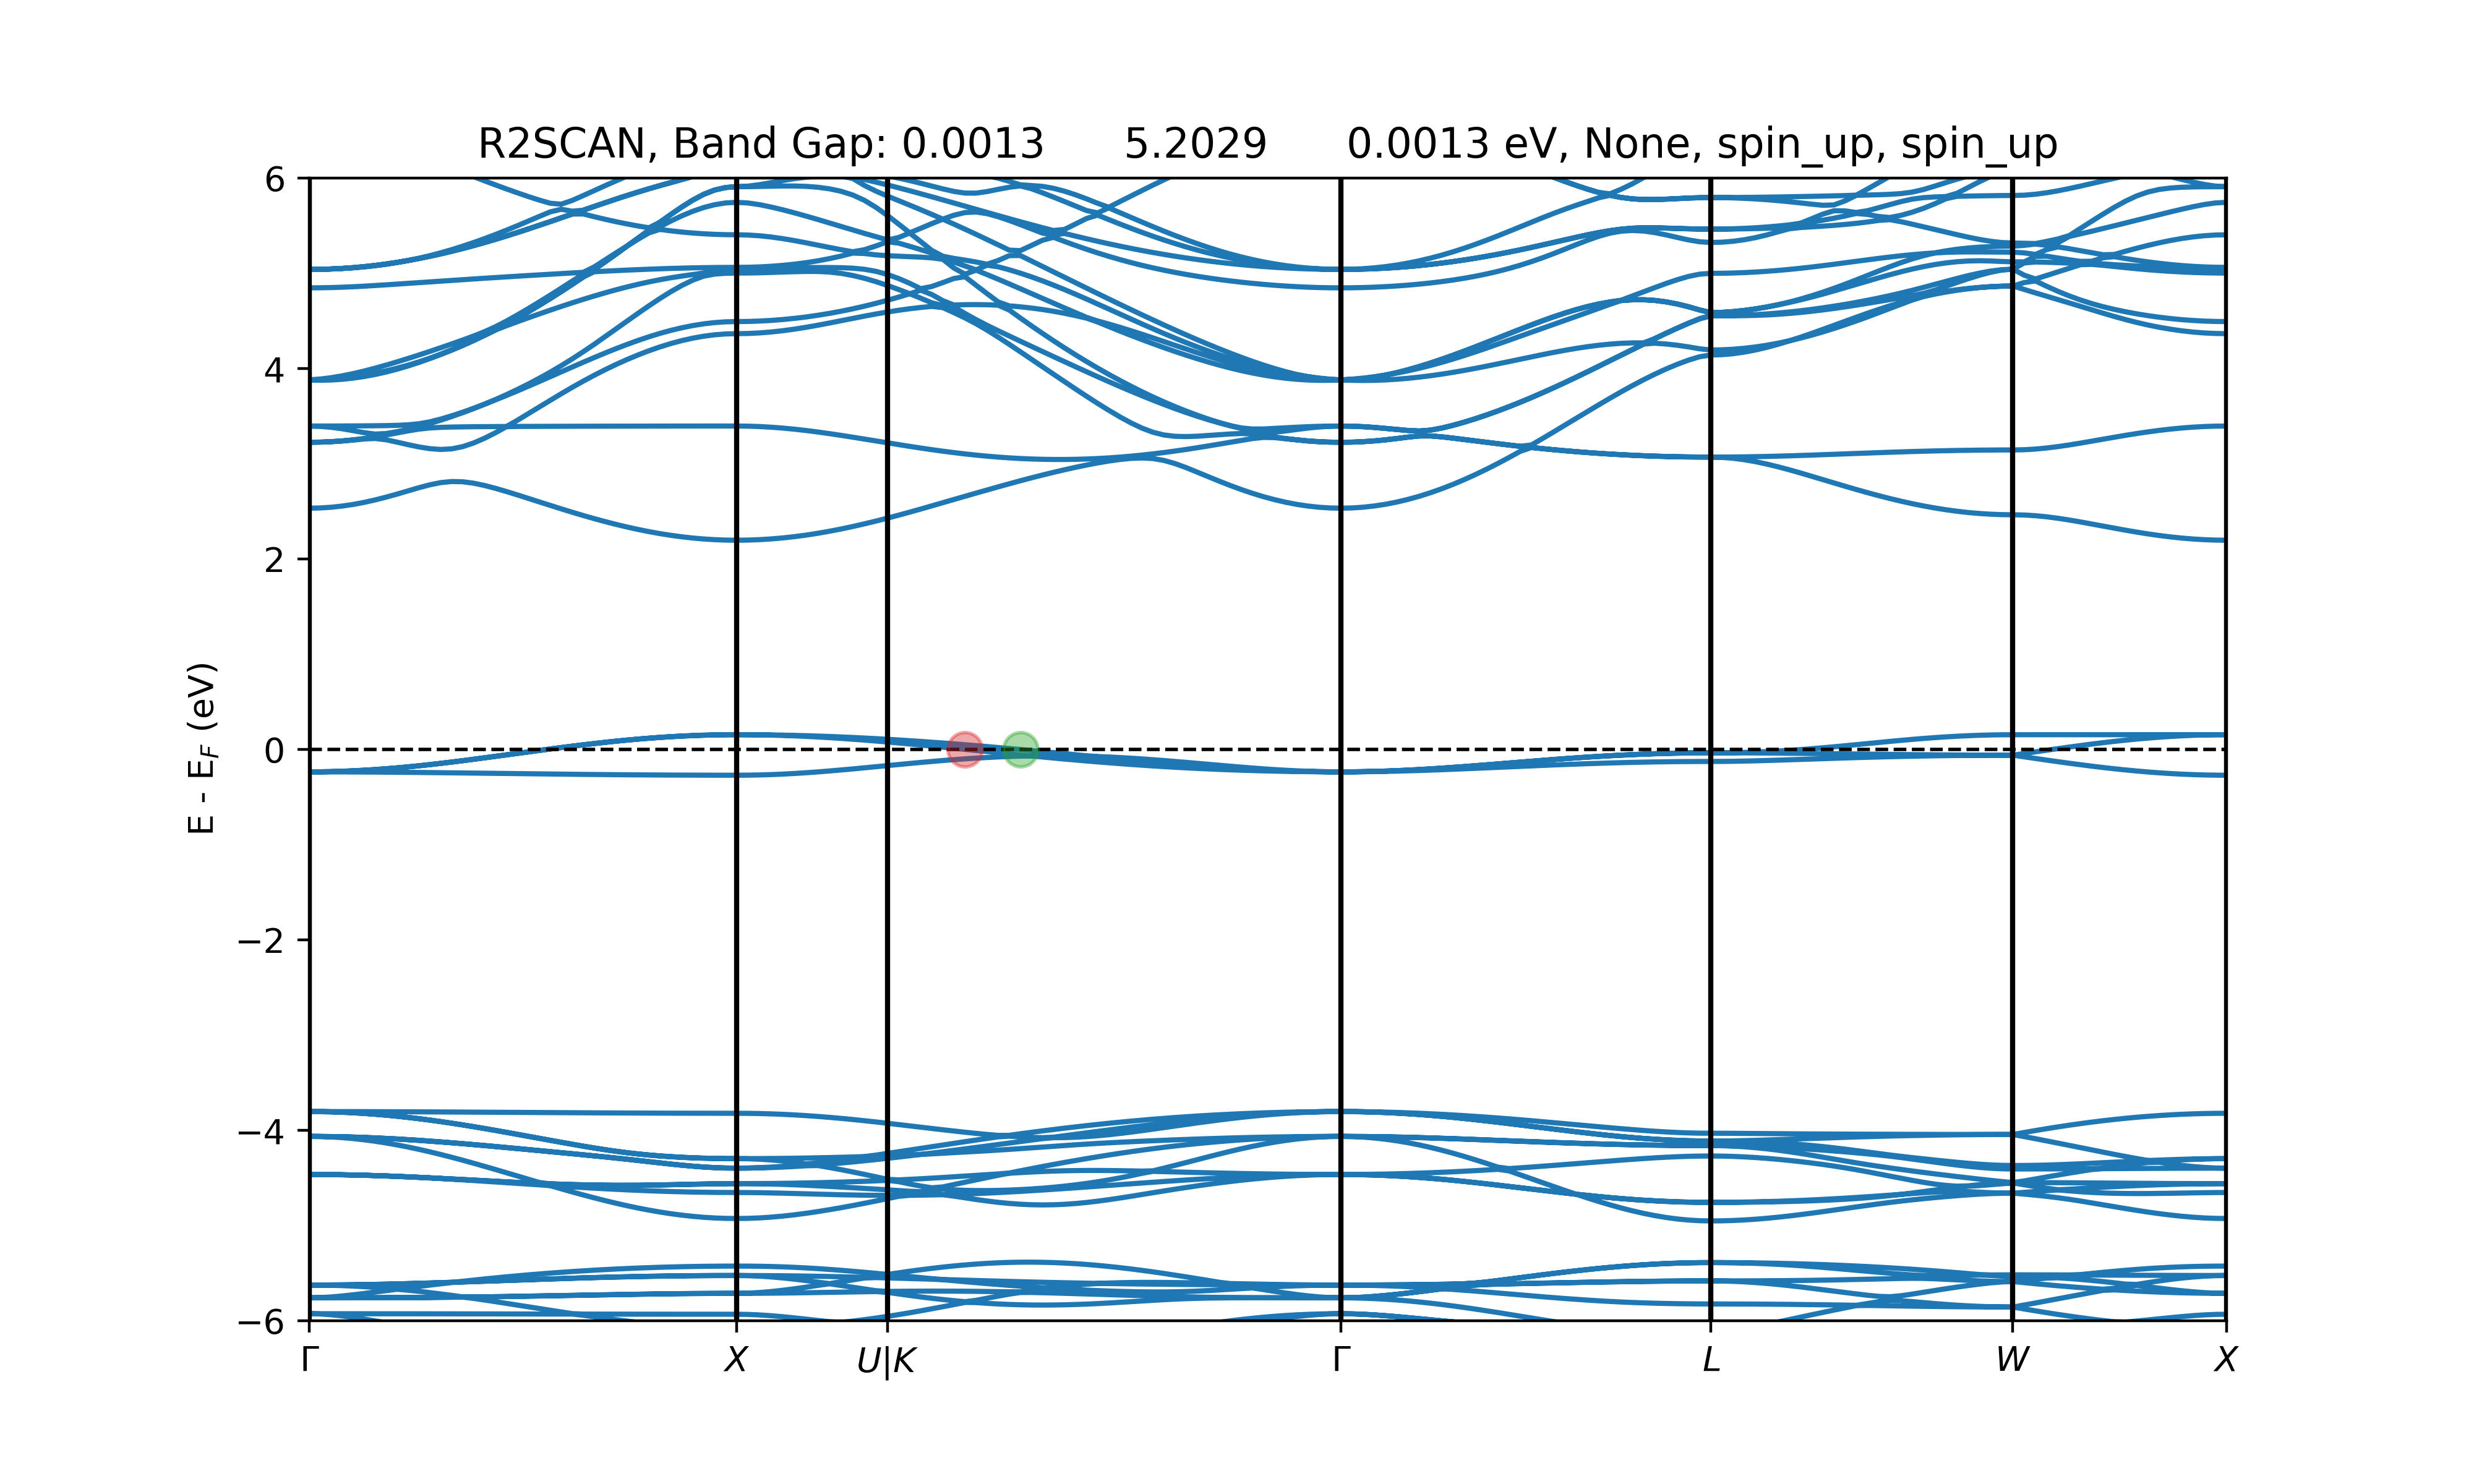 R2SCAN, Band Gap: 0.0013 5.2029 0.0013 eV, None, spin_up, spin_up
6
4
2
0
−2
−4
−6
E - E_F (eV)
Γ X U|K Γ L W X